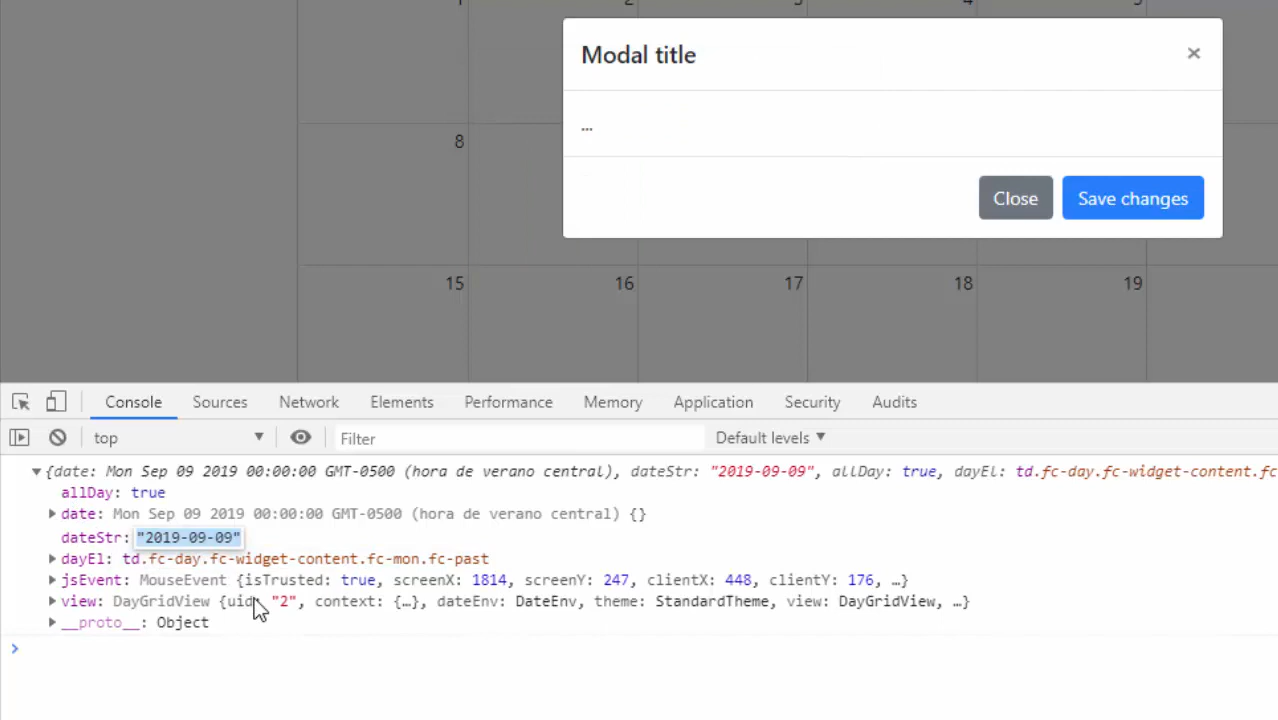 1 2 3 4 5
Modal title ×
...
8
Close Save changes
15 16 17 18 19
Console Sources Network Elements Performance Memory Application Security Audits
top Filter Default levels
{date: Mon Sep 09 2019 00:00:00 GMT-0500 (hora de verano central), dateStr: "2019-09-09", allDay: true, dayEl: td.fc-day.fc-widget-content.fc
allDay: true
date: Mon Sep 09 2019 00:00:00 GMT-0500 (hora de verano central) {}
dateStr: "2019-09-09"
dayEl: td.fc-day.fc-widget-content.fc-mon.fc-past
jsEvent: MouseEvent {isTrusted: true, screenX: 1814, screenY: 247, clientX: 448, clientY: 176, …}
view: DayGridView {uid: "2", context: {…}, dateEnv: DateEnv, theme: StandardTheme, view: DayGridView, …}
__proto__: Object
>